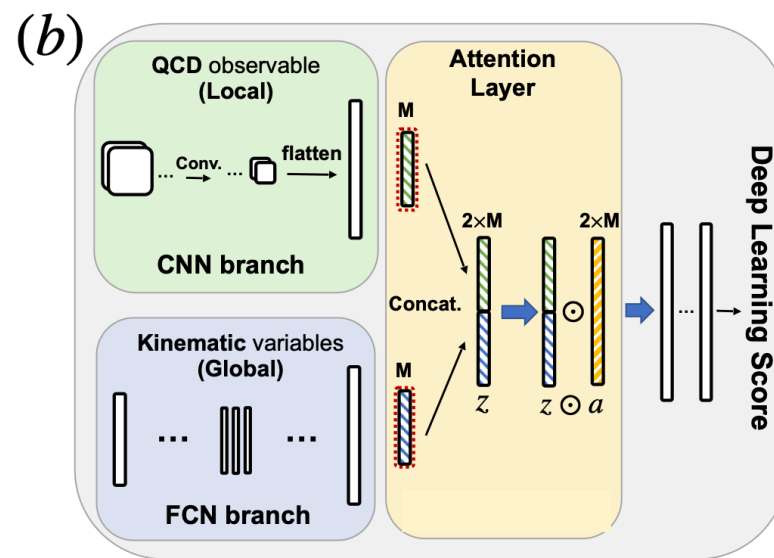 (b)
QCD observable
(Local)
... Conv. ... flatten
CNN branch
Kinematic variables
(Global)
... ...
FCN branch
Attention
Layer
M
2×M 2×M
Concat.
M
z z ⊙ a
⊙
...
Deep Learning Score